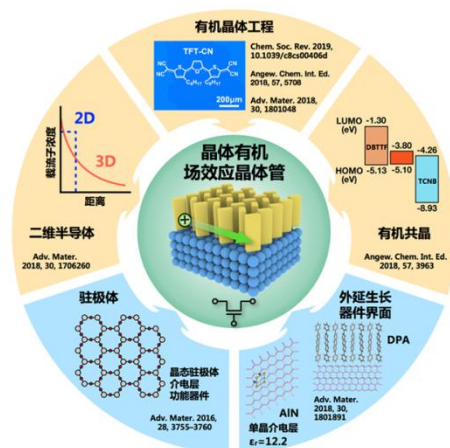 有机晶体工程
TFT-CN
NC
CN
NC
CN
S
O
S
C₈H₁₇
C₈H₁₇
200μm
Chem. Soc. Rev. 2019,
10.1039/c8cs00406d
Angew. Chem. Int. Ed.
2018, 57, 5708
Adv. Mater. 2018,
30, 1801048
载流子浓度
2D
3D
距离
二维半导体
Adv. Mater.
2018, 30, 1706260
晶体有机
场效应晶体管
LUMO
(eV)
-1.30
DBTTF
-3.80
-4.26
HOMO
(eV)
-5.13
-5.10
TCNB
-8.93
有机共晶
Angew. Chem. Int. Ed.
2018, 57, 3963
驻极体
晶态驻极体
介电层
功能器件
Adv. Mater. 2016,
28, 3755–3760
外延生长
器件界面
DPA
AlN
单晶介电层
εr=12.2
Adv. Mater.
2018, 30,
1801891